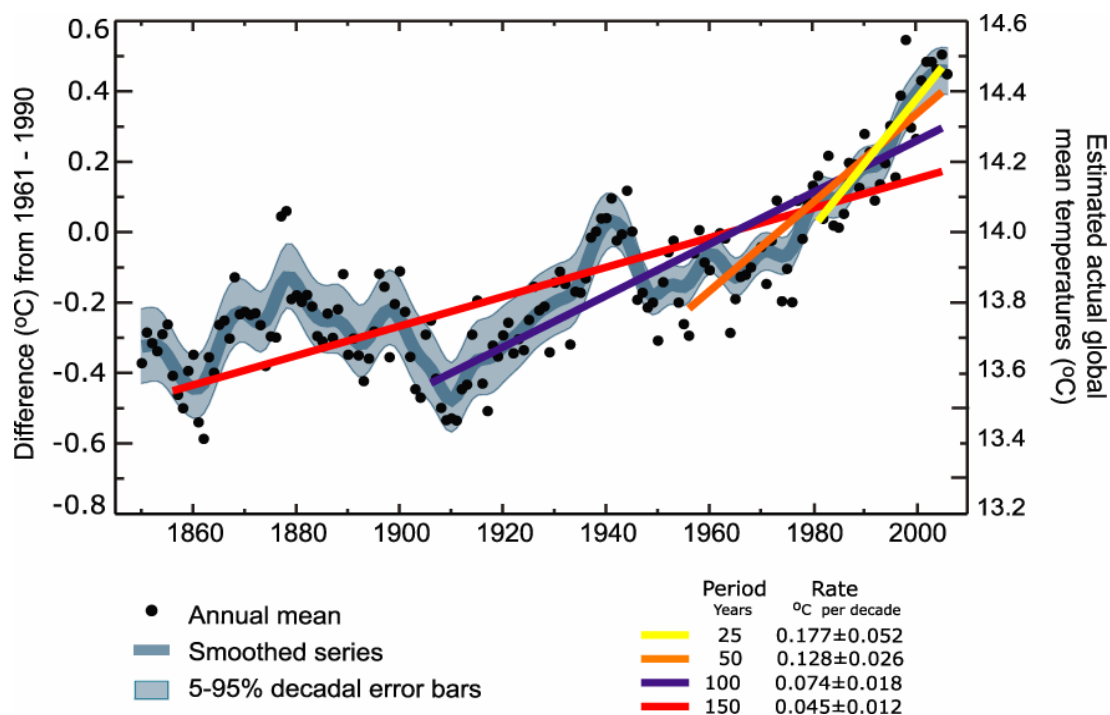 0.6
0.4
0.2
0.0
-0.2
-0.4
-0.6
-0.8
Difference (ºC) from 1961 - 1990
14.6
14.4
14.2
14.0
13.8
13.6
13.4
13.2
Estimated actual global
mean temperatures (ºC)
1860 1880 1900 1920 1940 1960 1980 2000
Annual mean
Smoothed series
5-95% decadal error bars
Period Rate
Years ºC per decade
25 0.177±0.052
50 0.128±0.026
100 0.074±0.018
150 0.045±0.012